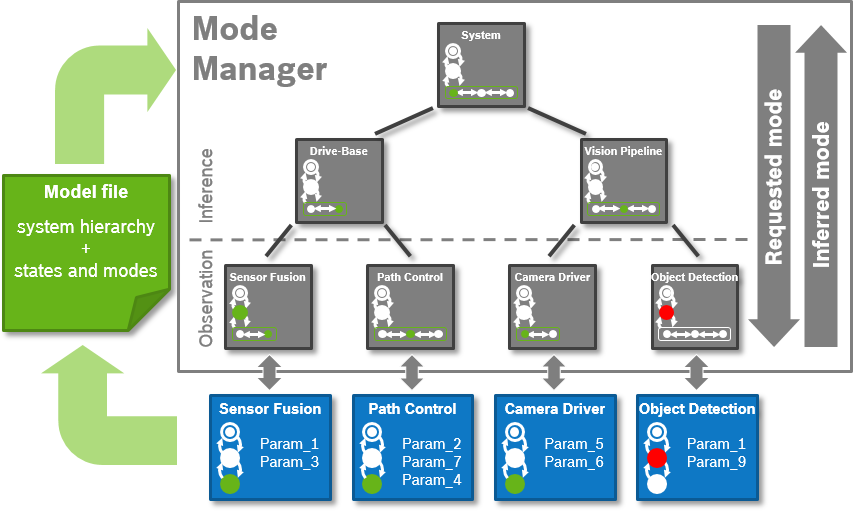 Mode
Manager
System
Drive-Base
Vision Pipeline
Inference
Requested mode
Inferred mode
Model file
system hierarchy
+
states and modes
Observation
Sensor Fusion
Path Control
Camera Driver
Object Detection
Sensor Fusion
Param_1
Param_3
Path Control
Param_2
Param_7
Param_4
Camera Driver
Param_5
Param_6
Object Detection
Param_1
Param_9